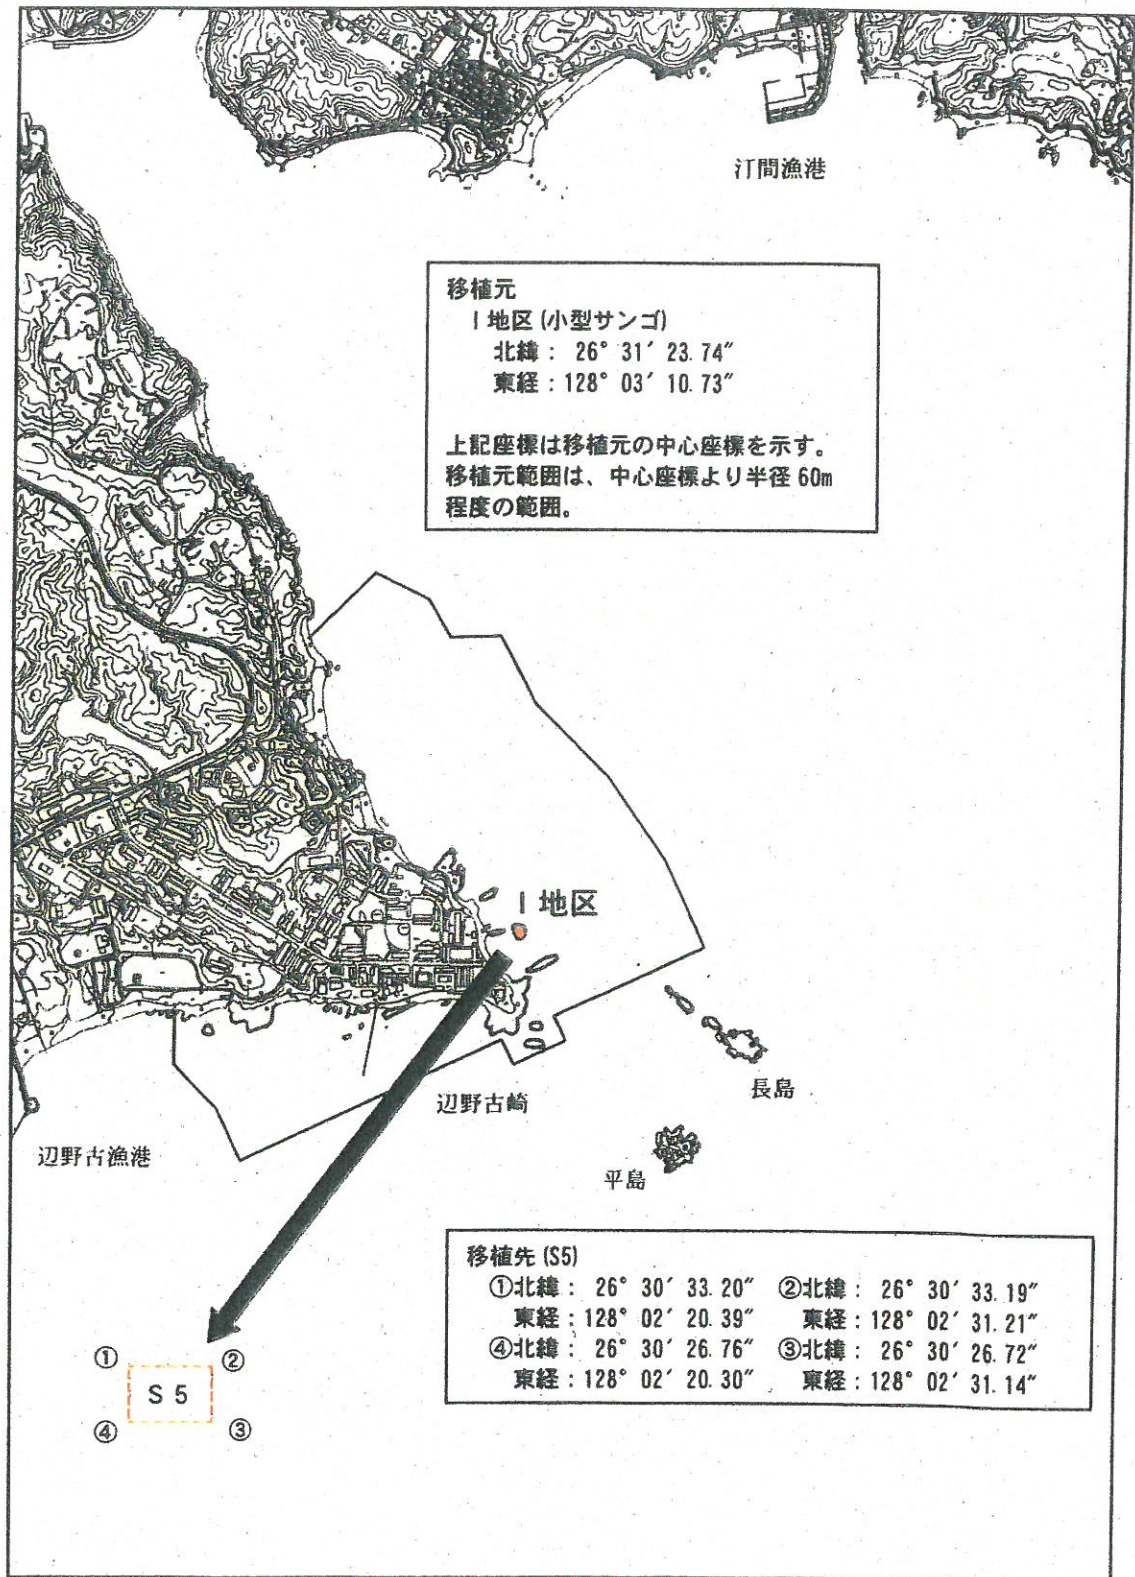 汀間漁港
移植元
I 地区 (小型サンゴ)
北緯 : 26° 31′ 23.74″
東経 : 128° 03′ 10.73″
上記座標は移植元の中心座標を示す。
移植元範囲は、中心座標より半径 60m
程度の範囲。
I 地区
長島
辺野古崎
辺野古漁港
平島
移植先 (S5)
①北緯 : 26° 30′ 33.20″ ②北緯 : 26° 30′ 33.19″
東経 : 128° 02′ 20.39″ 東経 : 128° 02′ 31.21″
④北緯 : 26° 30′ 26.76″ ③北緯 : 26° 30′ 26.72″
東経 : 128° 02′ 20.30″ 東経 : 128° 02′ 31.14″
① ②
S 5
④ ③